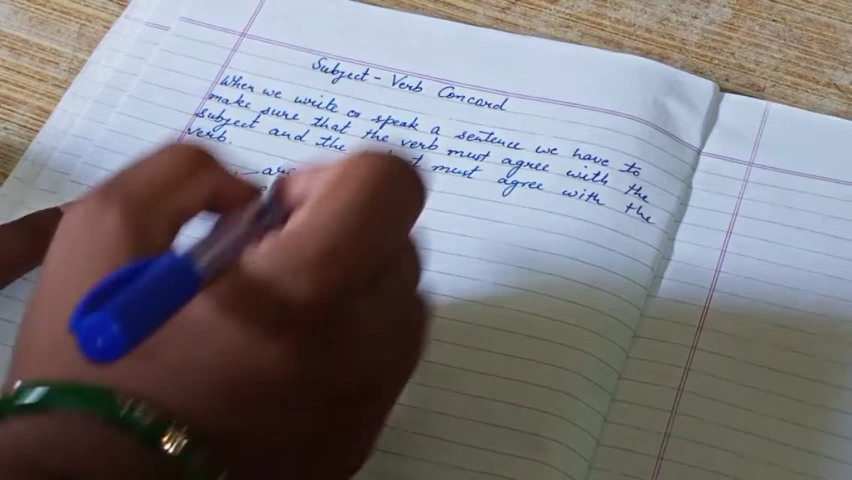 Subject - Verb Concord
When we write or speak a sentence we have to
make sure that the verb must agree with the
subject and the must agree with the
verb.
are